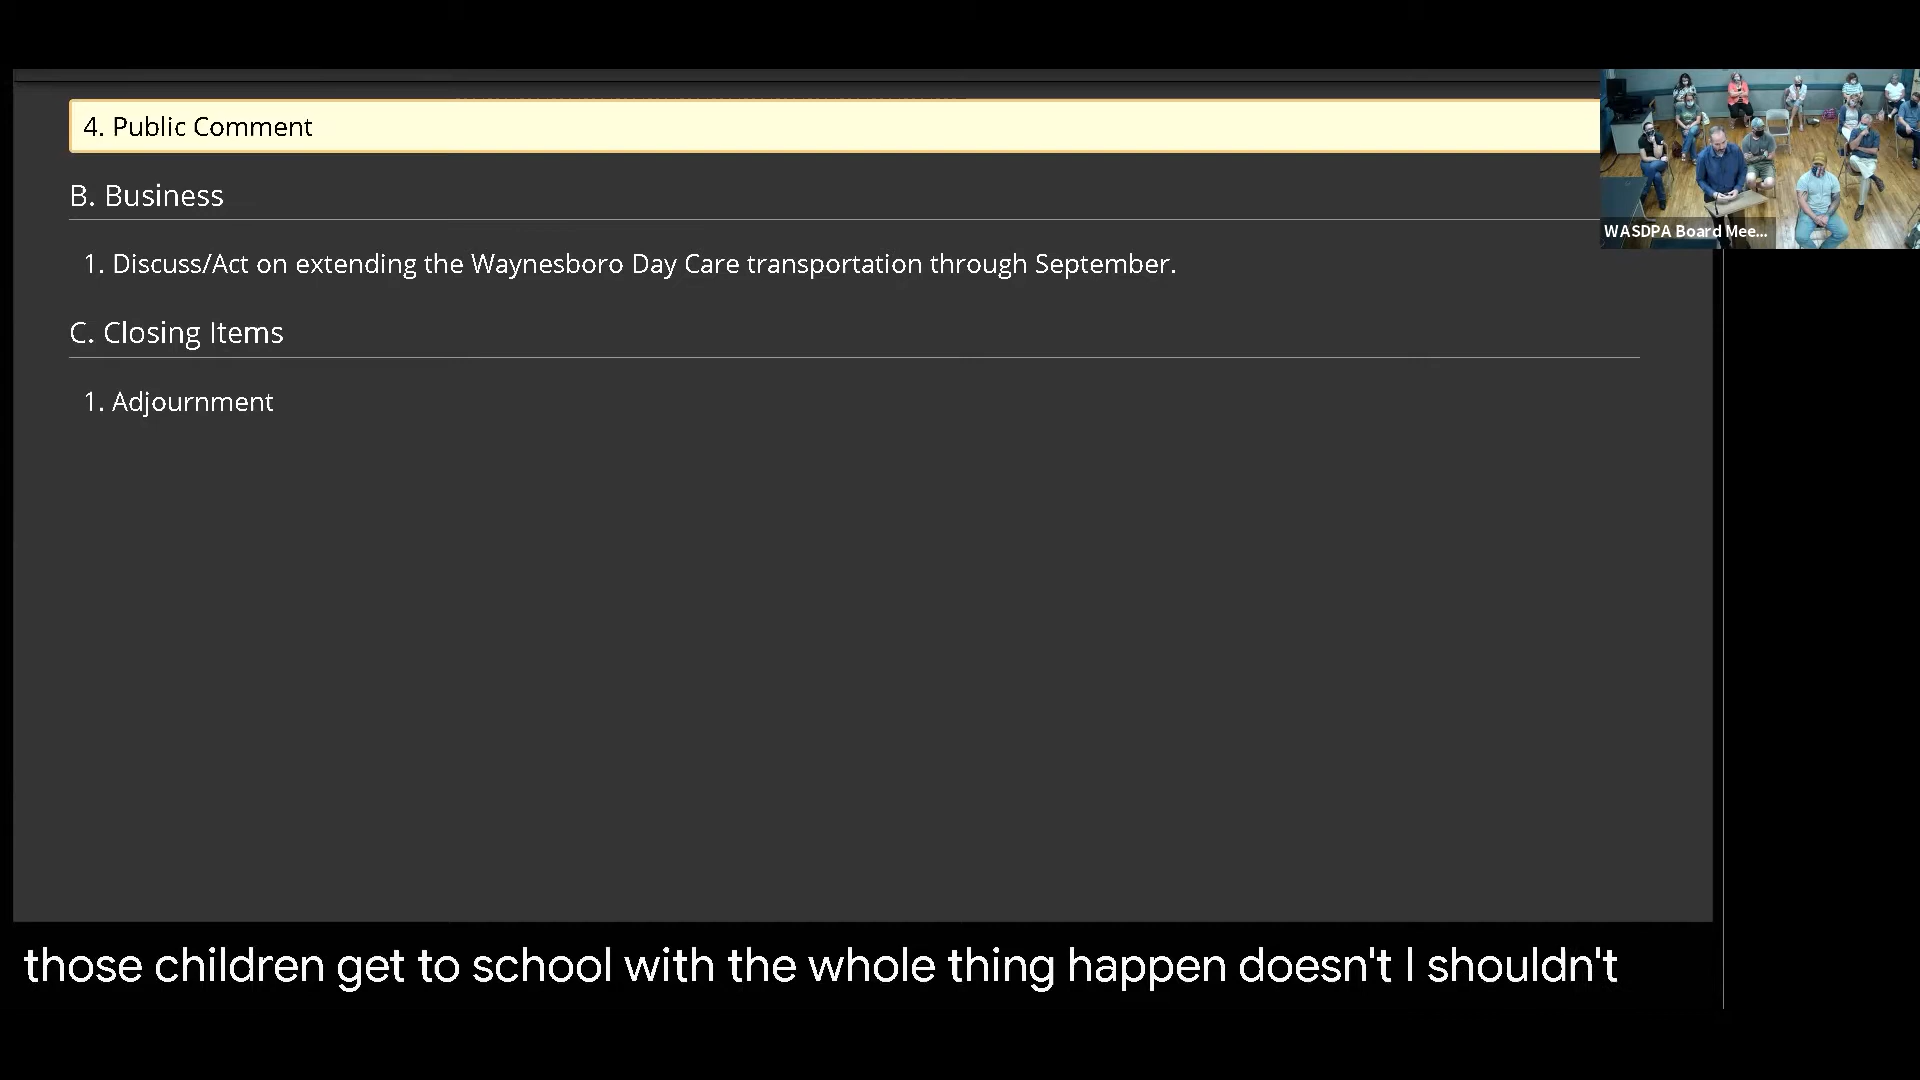 4. Public Comment
WASDPA Board Mee...
B. Business
1. Discuss/Act on extending the Waynesboro Day Care transportation through September.
C. Closing Items
1. Adjournment
those children get to school with the whole thing happen doesn't I shouldn't